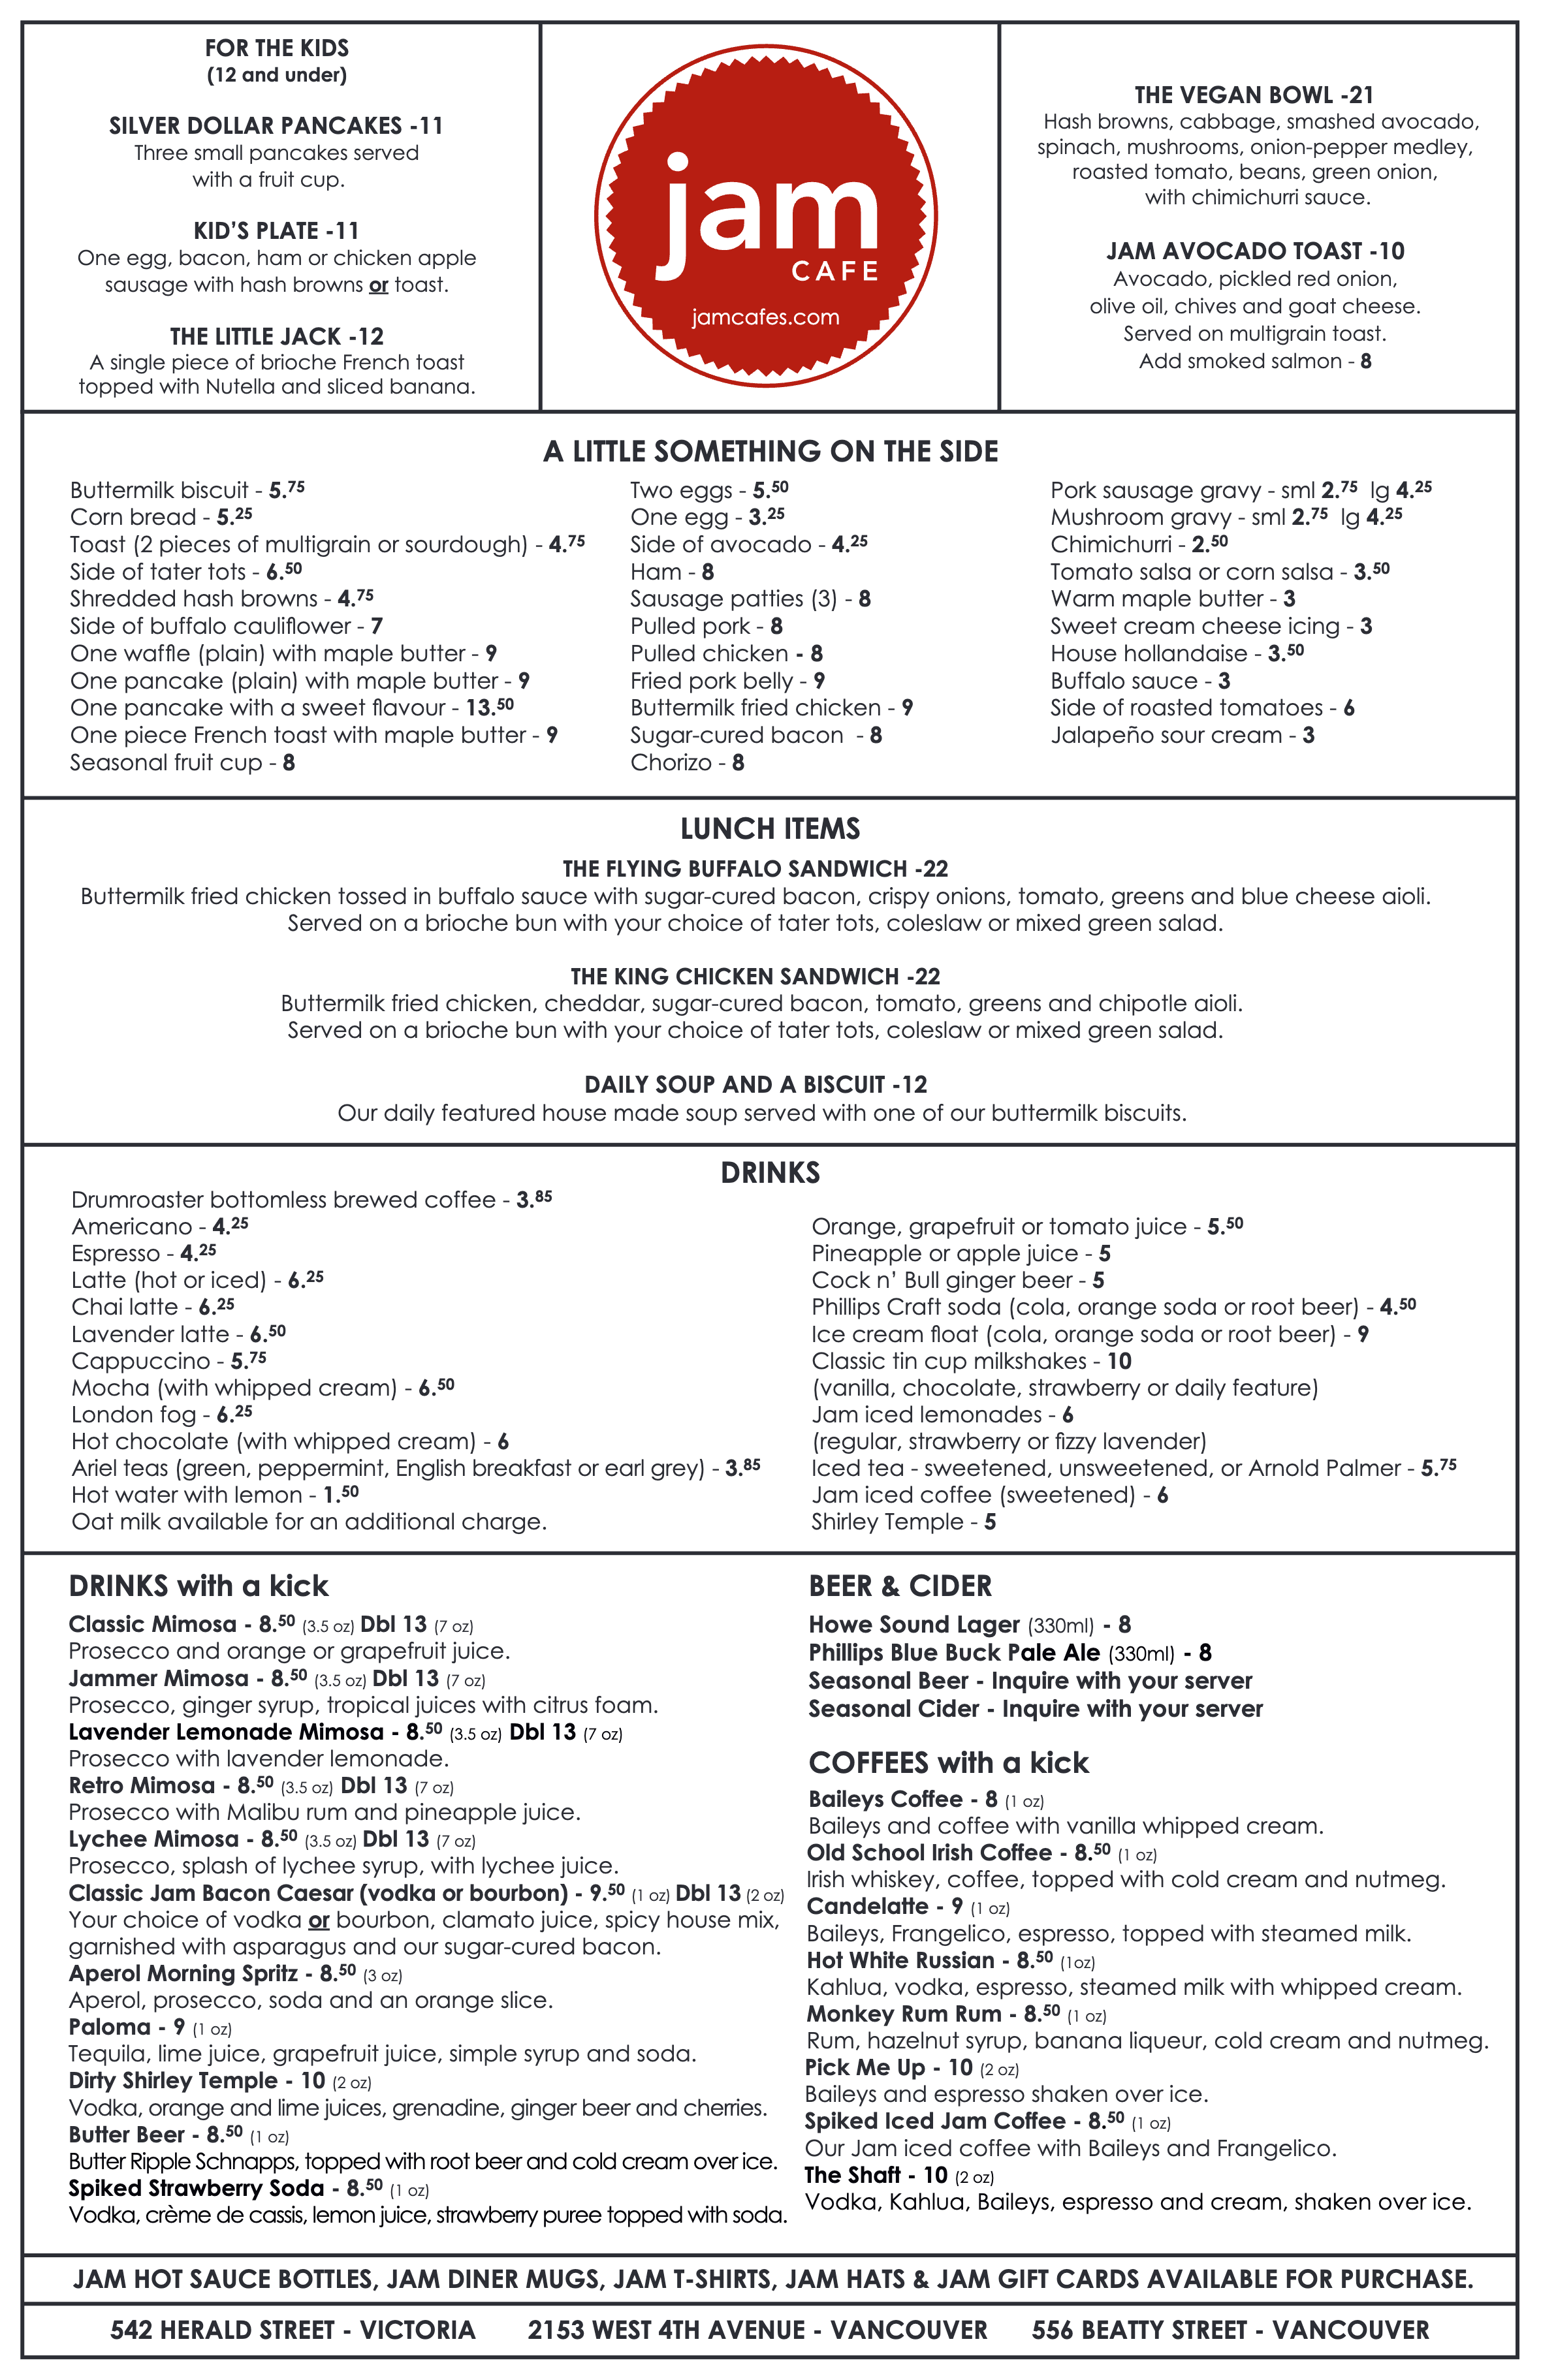 FOR THE KIDS
(12 and under)
SILVER DOLLAR PANCAKES -11
Three small pancakes served
with a fruit cup.
KID'S PLATE -11
One egg, bacon, ham or chicken apple
sausage with hash browns or toast.
THE LITTLE JACK -12
A single piece of brioche French toast
topped with Nutella and sliced banana.
jam
CAFE
jamcafes.com
THE VEGAN BOWL -21
Hash browns, cabbage, smashed avocado,
spinach, mushrooms, onion-pepper medley,
roasted tomato, beans, green onion,
with chimichurri sauce.
JAM AVOCADO TOAST -10
Avocado, pickled red onion,
olive oil, chives and goat cheese.
Served on multigrain toast.
Add smoked salmon - 8
A LITTLE SOMETHING ON THE SIDE
Buttermilk biscuit - 5.75
Corn bread - 5.25
Toast (2 pieces of multigrain or sourdough) - 4.75
Side of tater tots - 6.50
Shredded hash browns - 4.75
Side of buffalo cauliflower - 7
One waffle (plain) with maple butter - 9
One pancake (plain) with maple butter - 9
One pancake with a sweet flavour - 13.50
One piece French toast with maple butter - 9
Seasonal fruit cup - 8
Two eggs - 5.50
One egg - 3.25
Side of avocado - 4.25
Ham - 8
Sausage patties (3) - 8
Pulled pork - 8
Pulled chicken - 8
Fried pork belly - 9
Buttermilk fried chicken - 9
Sugar-cured bacon - 8
Chorizo - 8
Pork sausage gravy - sml 2.75 lg 4.25
Mushroom gravy - sml 2.75 lg 4.25
Chimichurri - 2.50
Tomato salsa or corn salsa - 3.50
Warm maple butter - 3
Sweet cream cheese icing - 3
House hollandaise - 3.50
Buffalo sauce - 3
Side of roasted tomatoes - 6
Jalapeño sour cream - 3
LUNCH ITEMS
THE FLYING BUFFALO SANDWICH -22
Buttermilk fried chicken tossed in buffalo sauce with sugar-cured bacon, crispy onions, tomato, greens and blue cheese aioli.
Served on a brioche bun with your choice of tater tots, coleslaw or mixed green salad.
THE KING CHICKEN SANDWICH -22
Buttermilk fried chicken, cheddar, sugar-cured bacon, tomato, greens and chipotle aioli.
Served on a brioche bun with your choice of tater tots, coleslaw or mixed green salad.
DAILY SOUP AND A BISCUIT -12
Our daily featured house made soup served with one of our buttermilk biscuits.
DRINKS
Drumroaster bottomless brewed coffee - 3.85
Americano - 4.25
Espresso - 4.25
Latte (hot or iced) - 6.25
Chai latte - 6.25
Lavender latte - 6.50
Cappuccino - 5.75
Mocha (with whipped cream) - 6.50
London fog - 6.25
Hot chocolate (with whipped cream) - 6
Ariel teas (green, peppermint, English breakfast or earl grey) - 3.85
Hot water with lemon - 1.50
Oat milk available for an additional charge.
Orange, grapefruit or tomato juice - 5.50
Pineapple or apple juice - 5
Cock n' Bull ginger beer - 5
Phillips Craft soda (cola, orange soda or root beer) - 4.50
Ice cream float (cola, orange soda or root beer) - 9
Classic tin cup milkshakes - 10
(vanilla, chocolate, strawberry or daily feature)
Jam iced lemonades - 6
(regular, strawberry or fizzy lavender)
Iced tea - sweetened, unsweetened, or Arnold Palmer - 5.75
Jam iced coffee (sweetened) - 6
Shirley Temple - 5
DRINKS with a kick
Classic Mimosa - 8.50 (3.5 oz) Dbl 13 (7 oz)
Prosecco and orange or grapefruit juice.
Jammer Mimosa - 8.50 (3.5 oz) Dbl 13 (7 oz)
Prosecco, ginger syrup, tropical juices with citrus foam.
Lavender Lemonade Mimosa - 8.50 (3.5 oz) Dbl 13 (7 oz)
Prosecco with lavender lemonade.
Retro Mimosa - 8.50 (3.5 oz) Dbl 13 (7 oz)
Prosecco with Malibu rum and pineapple juice.
Lychee Mimosa - 8.50 (3.5 oz) Dbl 13 (7 oz)
Prosecco, splash of lychee syrup, with lychee juice.
Classic Jam Bacon Caesar (vodka or bourbon) - 9.50 (1 oz) Dbl 13 (2 oz)
Your choice of vodka or bourbon, clamato juice, spicy house mix,
garnished with asparagus and our sugar-cured bacon.
Aperol Morning Spritz - 8.50 (3 oz)
Aperol, prosecco, soda and an orange slice.
Paloma - 9 (1 oz)
Tequila, lime juice, grapefruit juice, simple syrup and soda.
Dirty Shirley Temple - 10 (2 oz)
Vodka, orange and lime juices, grenadine, ginger beer and cherries.
Butter Beer - 8.50 (1 oz)
Butter Ripple Schnapps, topped with root beer and cold cream over ice.
Spiked Strawberry Soda - 8.50 (1 oz)
Vodka, crème de cassis, lemon juice, strawberry puree topped with soda.
BEER & CIDER
Howe Sound Lager (330ml) - 8
Phillips Blue Buck Pale Ale (330ml) - 8
Seasonal Beer - Inquire with your server
Seasonal Cider - Inquire with your server
COFFEES with a kick
Baileys Coffee - 8 (1 oz)
Baileys and coffee with vanilla whipped cream.
Old School Irish Coffee - 8.50 (1 oz)
Irish whiskey, coffee, topped with cold cream and nutmeg.
Candelatte - 9 (1 oz)
Baileys, Frangelico, espresso, topped with steamed milk.
Hot White Russian - 8.50 (1oz)
Kahlua, vodka, espresso, steamed milk with whipped cream.
Monkey Rum Rum - 8.50 (1 oz)
Rum, hazelnut syrup, banana liqueur, cold cream and nutmeg.
Pick Me Up - 10 (2 oz)
Baileys and espresso shaken over ice.
Spiked Iced Jam Coffee - 8.50 (1 oz)
Our Jam iced coffee with Baileys and Frangelico.
The Shaft - 10 (2 oz)
Vodka, Kahlua, Baileys, espresso and cream, shaken over ice.
JAM HOT SAUCE BOTTLES, JAM DINER MUGS, JAM T-SHIRTS, JAM HATS & JAM GIFT CARDS AVAILABLE FOR PURCHASE.
542 HERALD STREET - VICTORIA 2153 WEST 4TH AVENUE - VANCOUVER 556 BEATTY STREET - VANCOUVER